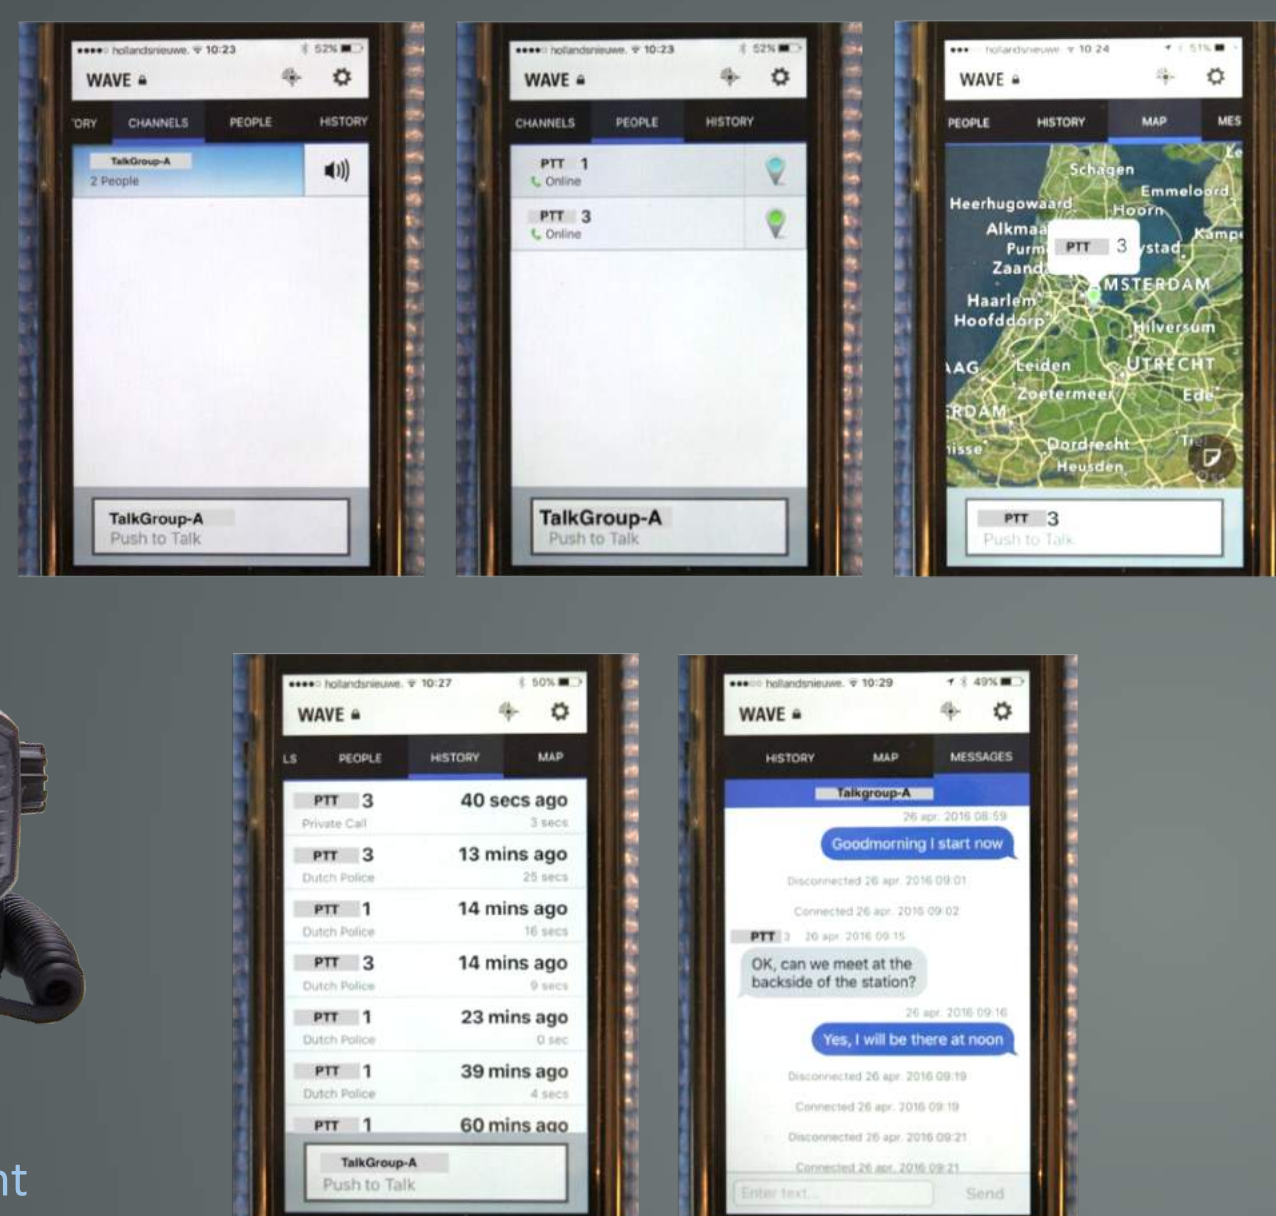 hollandsnieuwe. 10:23 52%
WAVE
ORY CHANNELS PEOPLE HISTORY
TalkGroup-A
2 People
TalkGroup-A
Push to Talk
hollandsnieuwe. 10:23 52%
WAVE
CHANNELS PEOPLE HISTORY
PTT 1
Online
PTT 3
Online
TalkGroup-A
Push to Talk
hollandsnieuwe 10:24 51%
WAVE
PEOPLE HISTORY MAP MES
Schagen
Emmeloord
Heerhugowaard
Hoorn
Alkmaa
Kampe
Purm
PTT 3
ystad
Zaand
AMSTERDAM
Haarlem
Hoofddorp
Hilversum
AAG
Leiden
UTRECHT
Zoetermeer
Ede
RDAM
Dordrecht
Tiel
nisse
Heusden
PTT 3
Push to Talk
hollandsnieuwe. 10:27 50%
WAVE
LS PEOPLE HISTORY MAP
PTT 3 40 secs ago
Private Call 3 secs
PTT 3 13 mins ago
Dutch Police 25 secs
PTT 1 14 mins ago
Dutch Police 16 secs
PTT 3 14 mins ago
Dutch Police 9 secs
PTT 1 23 mins ago
Dutch Police 0 sec
PTT 1 39 mins ago
Dutch Police 4 secs
PTT 1 60 mins ago
TalkGroup-A
Push to Talk
hollandsnieuwe. 10:29 49%
WAVE
HISTORY MAP MESSAGES
Talkgroup-A
26 apr. 2016 08:59
Goodmorning I start now
Disconnected 26 apr. 2016 09:01
Connected 26 apr. 2016 09:02
PTT 3 26 apr. 2016 09:15
OK, can we meet at the
backside of the station?
26 apr. 2016 09:16
Yes, I will be there at noon
Disconnected 26 apr. 2016 09:19
Connected 26 apr. 2016 09:19
Disconnected 26 apr. 2016 09:21
Connected 26 apr. 2016 09:21
Enter text... Send
nt